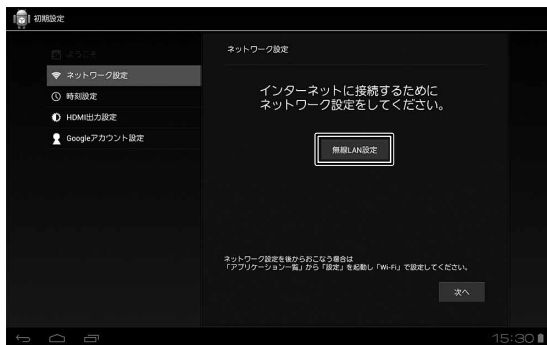 初期設定
ようこそ
ネットワーク設定
時刻設定
HDMI出力設定
Googleアカウント設定
ネットワーク設定
インターネットに接続するために
ネットワーク設定をしてください。
無線LAN設定
ネットワーク設定を後からおこなう場合は
「アプリケーション一覧」から「設定」を起動し「Wi-Fi」で設定してください。
次へ
15:30